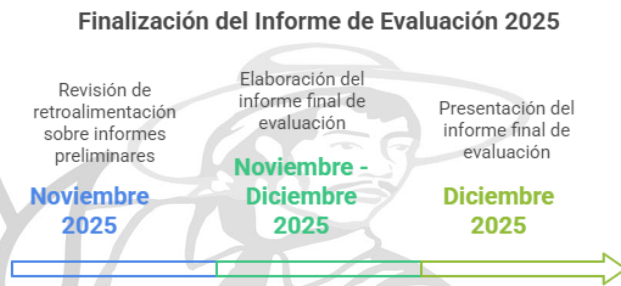 Finalización del Informe de Evaluación 2025
Revisión de
retroalimentación
sobre informes
preliminares
Noviembre
2025
Elaboración del
informe final de
evaluación
Noviembre -
Diciembre
2025
Presentación del
informe final de
evaluación
Diciembre
2025